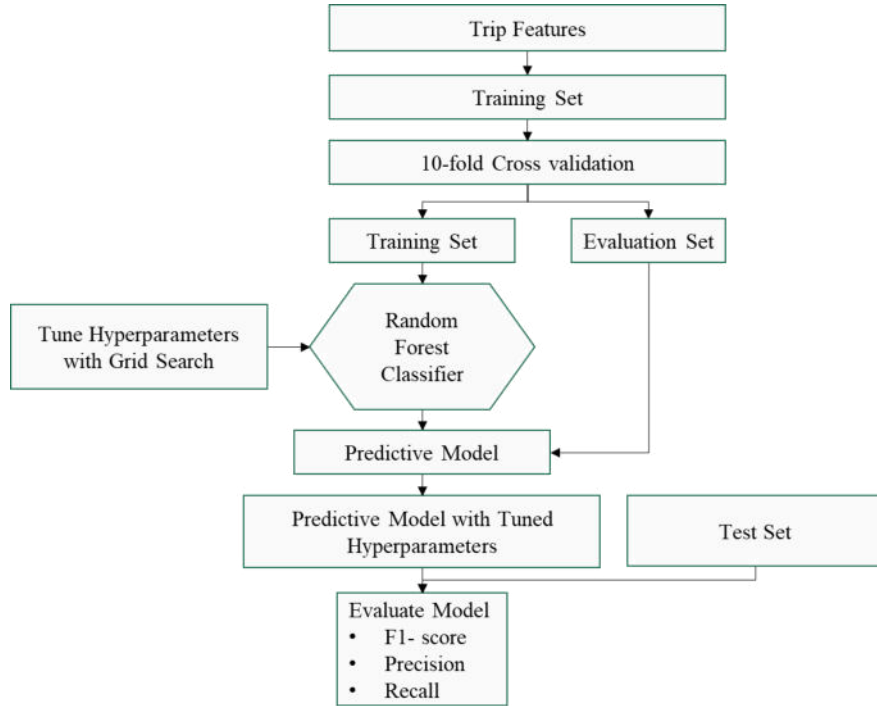 Trip Features
Training Set
10-fold Cross validation
Training Set
Evaluation Set
Tune Hyperparameters
with Grid Search
Random
Forest
Classifier
Predictive Model
Predictive Model with Tuned
Hyperparameters
Test Set
Evaluate Model
• F1- score
• Precision
• Recall